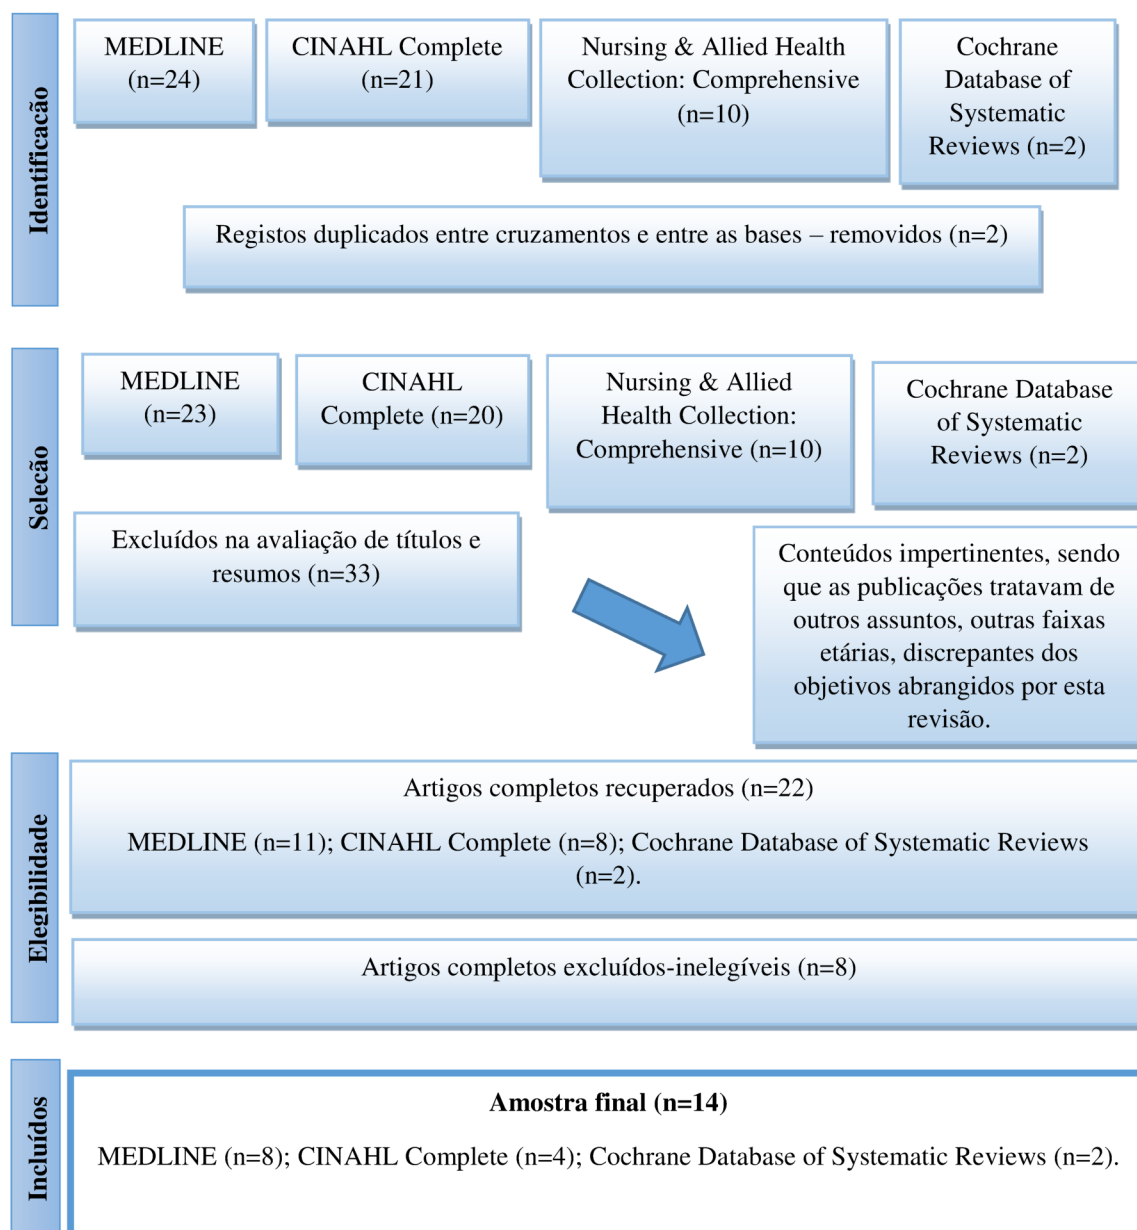 Identificacão
MEDLINE
(n=24)
CINAHL Complete
(n=21)
Nursing & Allied Health
Collection: Comprehensive
(n=10)
Cochrane
Database of
Systematic
Reviews (n=2)
Registos duplicados entre cruzamentos e entre as bases – removidos (n=2)
Selecão
MEDLINE
(n=23)
CINAHL
Complete (n=20)
Nursing & Allied
Health Collection:
Comprehensive (n=10)
Cochrane Database
of Systematic
Reviews (n=2)
Excluídos na avaliação de títulos e
resumos (n=33)
Conteúdos impertinentes, sendo
que as publicações tratavam de
outros assuntos, outras faixas
etárias, discrepantes dos
objetivos abrangidos por esta
revisão.
Elegibilidade
Artigos completos recuperados (n=22)
MEDLINE (n=11); CINAHL Complete (n=8); Cochrane Database of Systematic Reviews
(n=2).
Artigos completos excluídos-inelegíveis (n=8)
Incluídos
Amostra final (n=14)
MEDLINE (n=8); CINAHL Complete (n=4); Cochrane Database of Systematic Reviews (n=2).